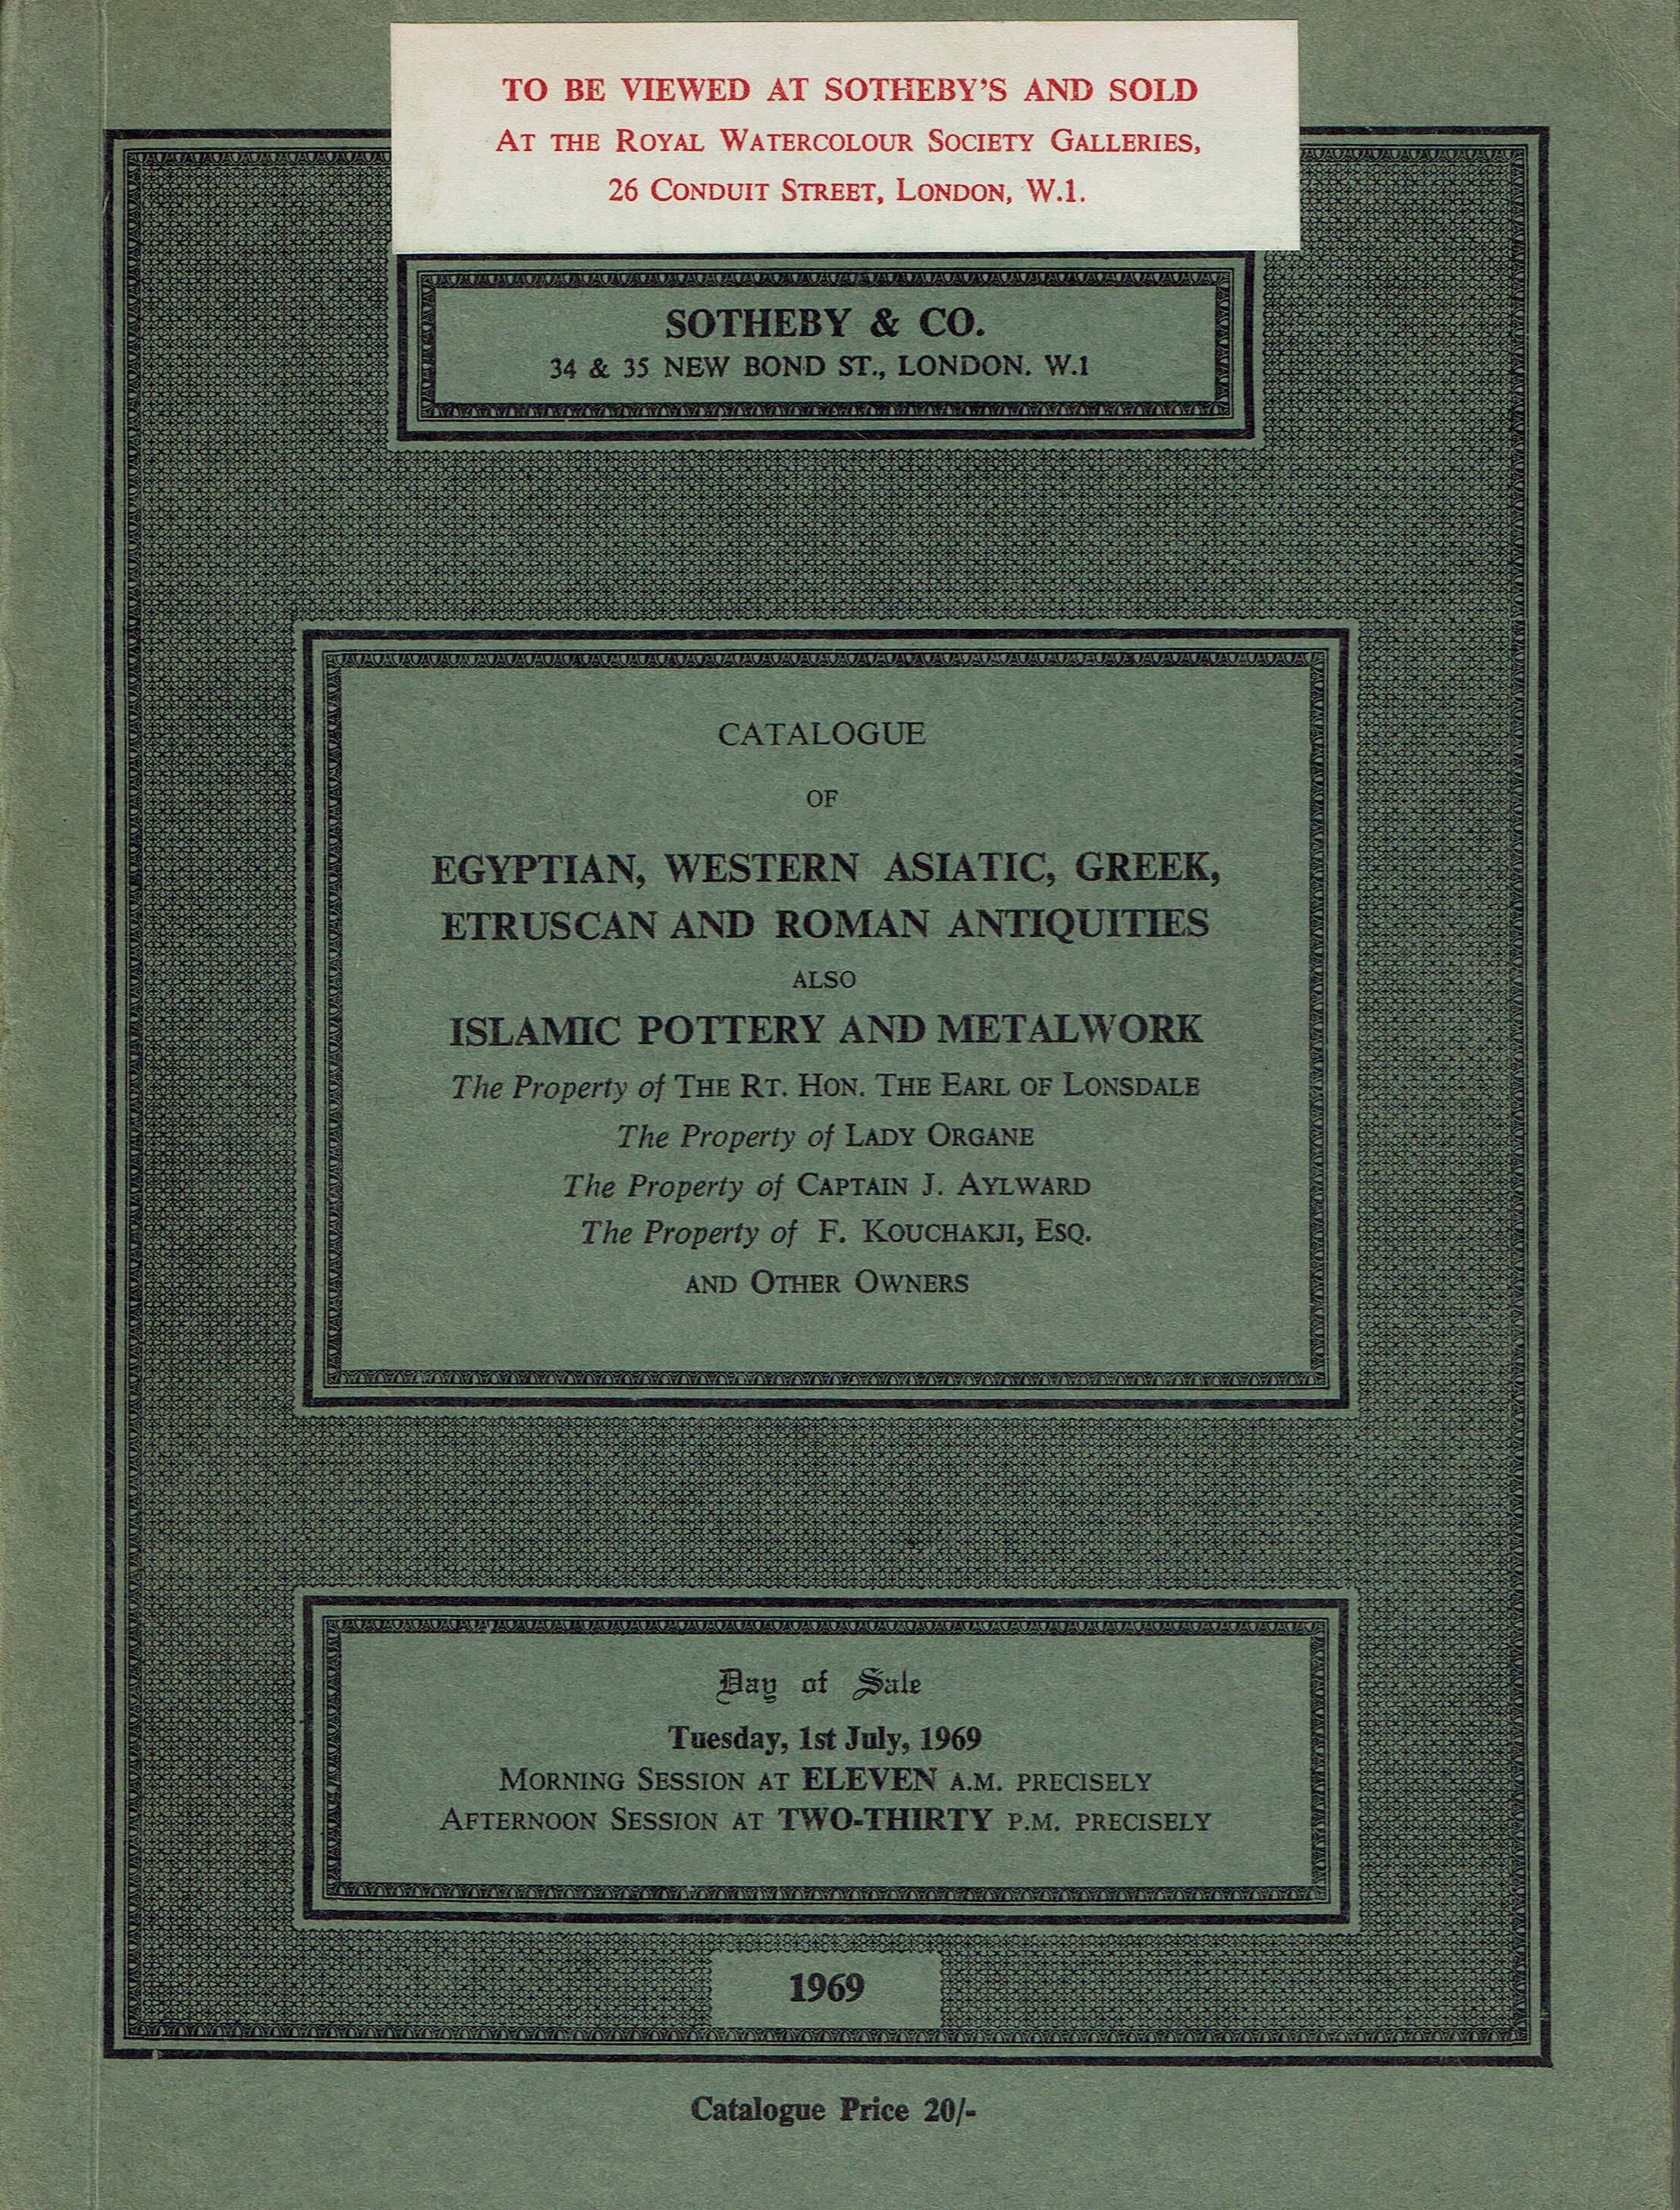 TO BE VIEWED AT SOTHEBY'S AND SOLD
AT THE ROYAL WATERCOLOUR SOCIETY GALLERIES,
26 CONDUIT STREET, LONDON, W.1.
SOTHEBY & CO.
34 & 35 NEW BOND ST., LONDON. W.1
CATALOGUE
OF
EGYPTIAN, WESTERN ASIATIC, GREEK,
ETRUSCAN AND ROMAN ANTIQUITIES
ALSO
ISLAMIC POTTERY AND METALWORK
The Property of THE RT. HON. THE EARL OF LONSDALE
The Property of LADY ORGANE
The Property of CAPTAIN J. AYLWARD
The Property of F. KOUCHAKJI, ESQ.
AND OTHER OWNERS
Day of Sale
Tuesday, 1st July, 1969
MORNING SESSION AT ELEVEN A.M. PRECISELY
AFTERNOON SESSION AT TWO-THIRTY P.M. PRECISELY
1969
Catalogue Price 20/-